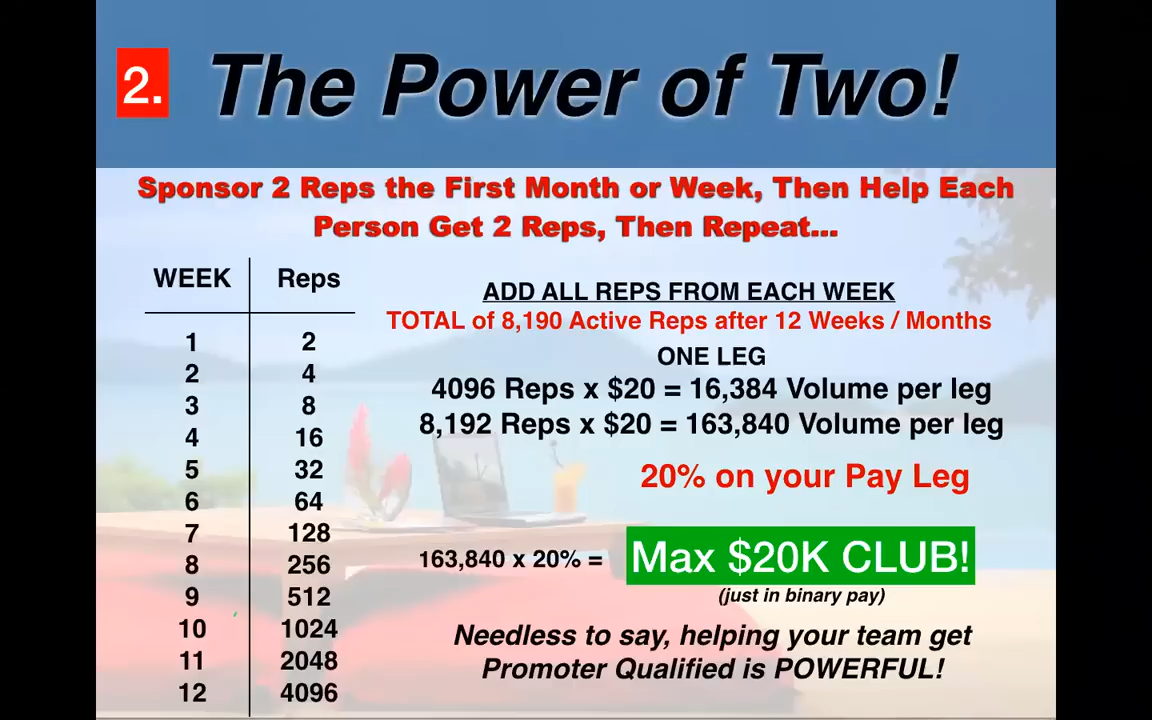 2. The Power of Two!
Sponsor 2 Reps the First Month or Week, Then Help Each
Person Get 2 Reps, Then Repeat...
WEEK Reps
1 2
2 4
3 8
4 16
5 32
6 64
7 128
8 256
9 512
10 1024
11 2048
12 4096
ADD ALL REPS FROM EACH WEEK
TOTAL of 8,190 Active Reps after 12 Weeks / Months
ONE LEG
4096 Reps x $20 = 16,384 Volume per leg
8,192 Reps x $20 = 163,840 Volume per leg
20% on your Pay Leg
163,840 x 20% = Max $20K CLUB!
(just in binary pay)
Needless to say, helping your team get
Promoter Qualified is POWERFUL!